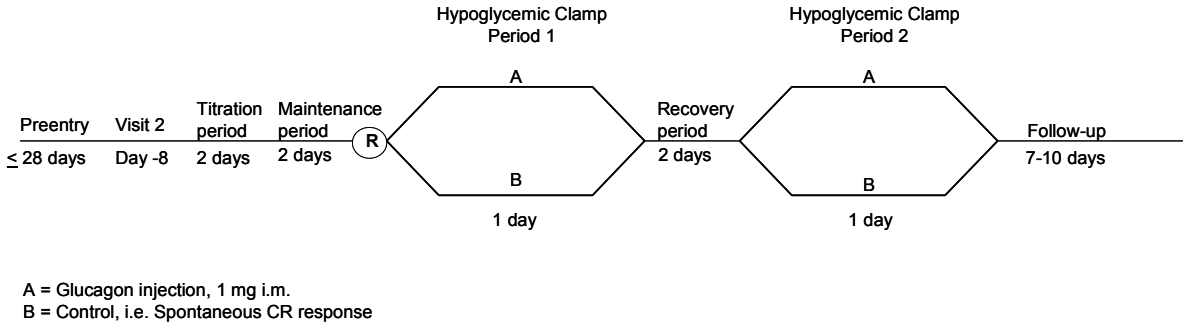 Hypoglycemic Clamp
Period 1
Hypoglycemic Clamp
Period 2
A
A
Preentry
Visit 2
Titration
period
Maintenance
period
R
Recovery
period
Follow-up
≤ 28 days
Day -8
2 days
2 days
2 days
7-10 days
B
B
1 day
1 day
A = Glucagon injection, 1 mg i.m.
B = Control, i.e. Spontaneous CR response